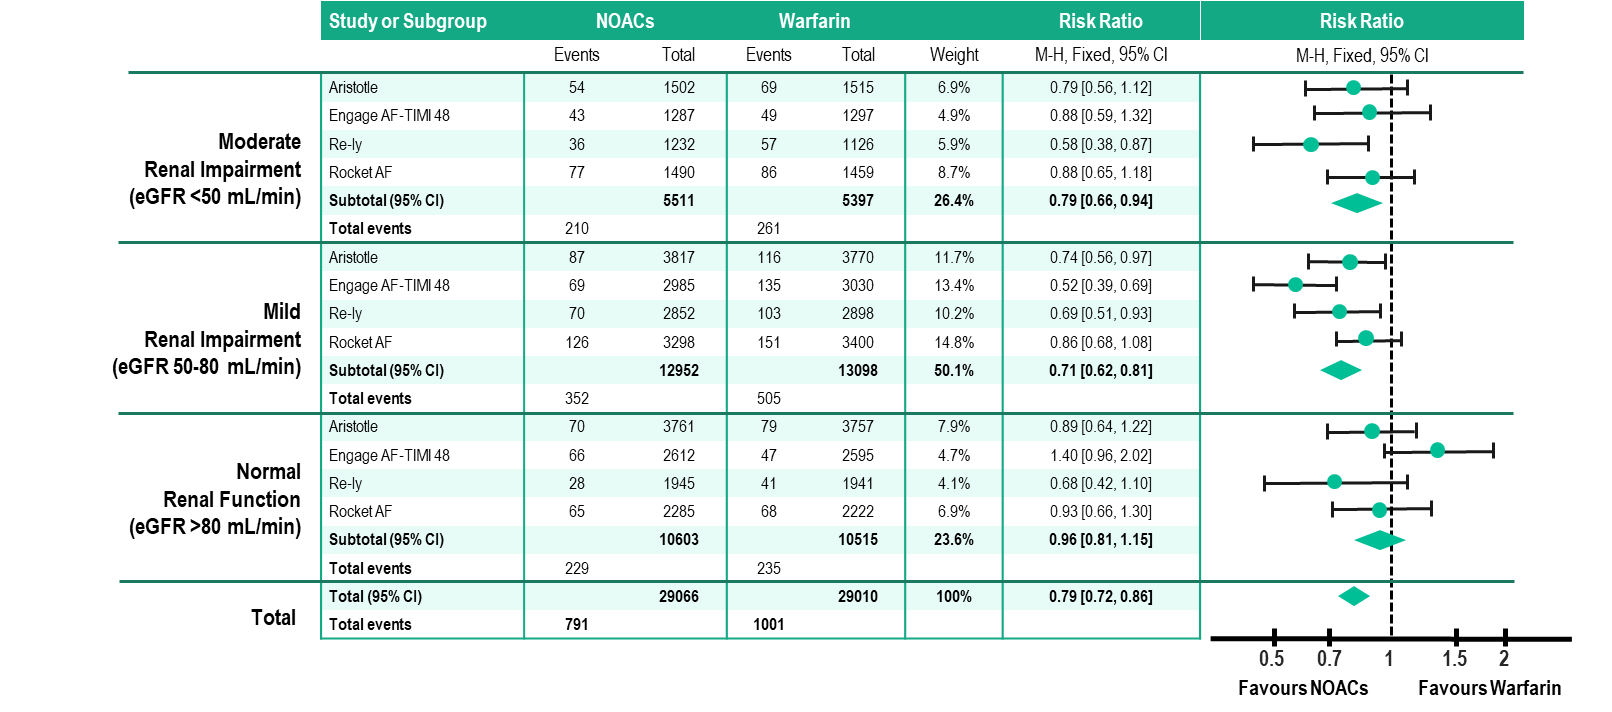 Study or Subgroup NOACs Warfarin Risk Ratio Risk Ratio
Events Total Events Total Weight M-H, Fixed, 95% CI M-H, Fixed, 95% CI
Moderate
Renal Impairment
(eGFR <50 mL/min)
Aristotle 54 1502 69 1515 6.9% 0.79 [0.56, 1.12]
Engage AF-TIMI 48 43 1287 49 1297 4.9% 0.88 [0.59, 1.32]
Re-ly 36 1232 57 1126 5.9% 0.58 [0.38, 0.87]
Rocket AF 77 1490 86 1459 8.7% 0.88 [0.65, 1.18]
Subtotal (95% CI) 5511 5397 26.4% 0.79 [0.66, 0.94]
Total events 210 261
Mild
Renal Impairment
(eGFR 50-80 mL/min)
Aristotle 87 3817 116 3770 11.7% 0.74 [0.56, 0.97]
Engage AF-TIMI 48 69 2985 135 3030 13.4% 0.52 [0.39, 0.69]
Re-ly 70 2852 103 2898 10.2% 0.69 [0.51, 0.93]
Rocket AF 126 3298 151 3400 14.8% 0.86 [0.68, 1.08]
Subtotal (95% CI) 12952 13098 50.1% 0.71 [0.62, 0.81]
Total events 352 505
Normal
Renal Function
(eGFR >80 mL/min)
Aristotle 70 3761 79 3757 7.9% 0.89 [0.64, 1.22]
Engage AF-TIMI 48 66 2612 47 2595 4.7% 1.40 [0.96, 2.02]
Re-ly 28 1945 41 1941 4.1% 0.68 [0.42, 1.10]
Rocket AF 65 2285 68 2222 6.9% 0.93 [0.66, 1.30]
Subtotal (95% CI) 10603 10515 23.6% 0.96 [0.81, 1.15]
Total events 229 235
Total
Total (95% CI) 29066 29010 100% 0.79 [0.72, 0.86]
Total events 791 1001
0.5 0.7 1 1.5 2
Favours NOACs Favours Warfarin